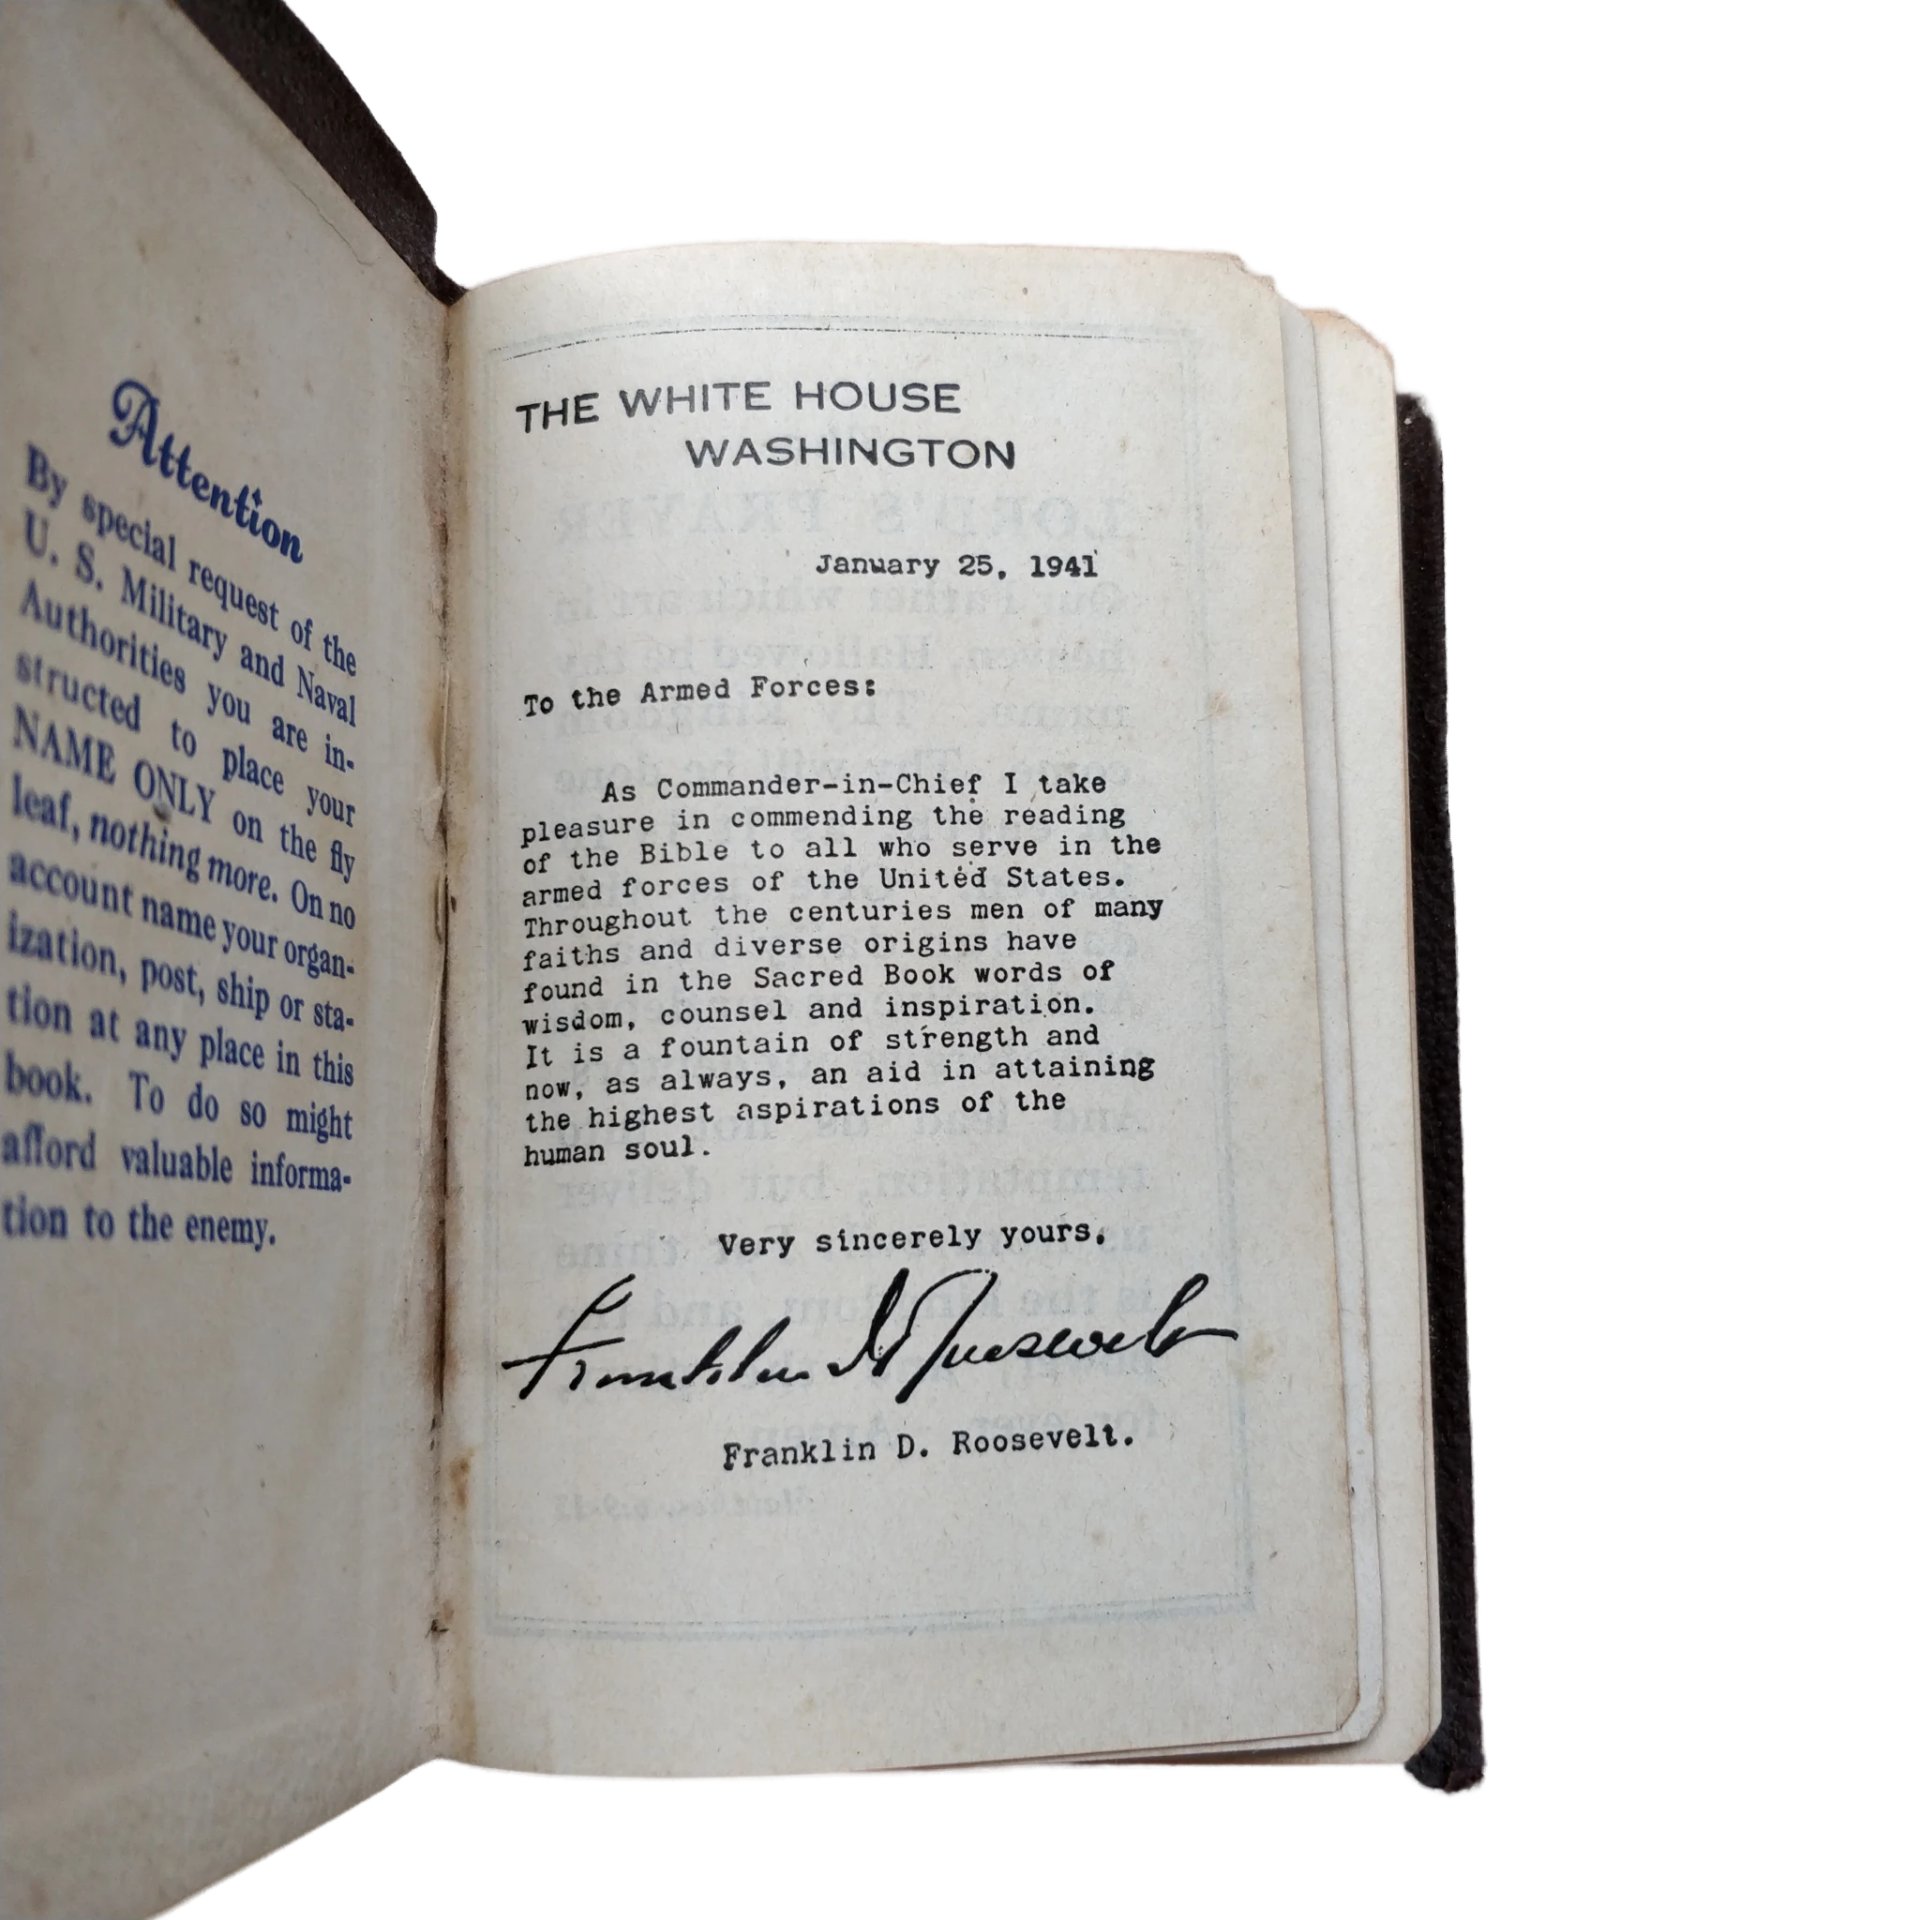 Attention
By special request of the
U. S. Military and Naval
Authorities you are in-
structed to place your
NAME ONLY on the fly
leaf, nothing more. On no
account name your organ-
ization, post, ship or sta-
tion at any place in this
book. To do so might
afford valuable informa-
tion to the enemy.
THE WHITE HOUSE
WASHINGTON
January 25, 1941
To the Armed Forces:
As Commander-in-Chief I take
pleasure in commending the reading
of the Bible to all who serve in the
armed forces of the United States.
Throughout the centuries men of many
faiths and diverse origins have
found in the Sacred Book words of
wisdom, counsel and inspiration.
It is a fountain of strength and
now, as always, an aid in attaining
the highest aspirations of the
human soul.
Very sincerely yours,
Franklin D Roosevelt
Franklin D. Roosevelt.